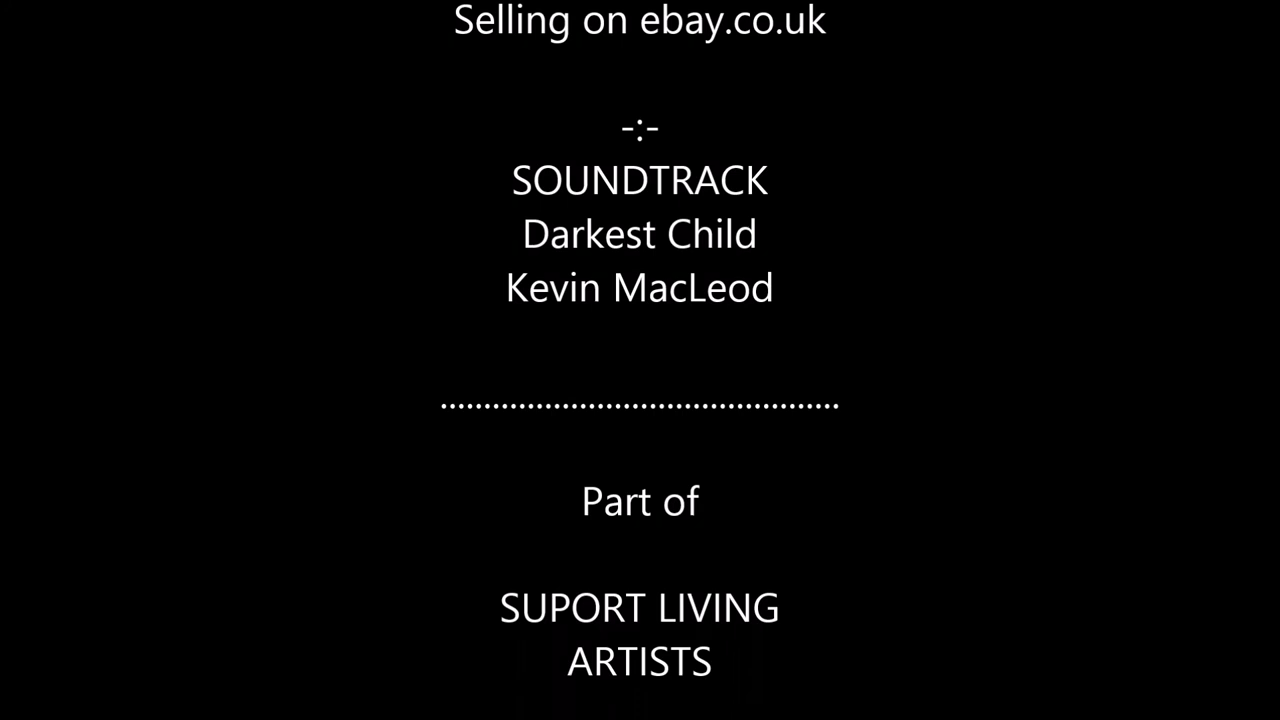 Selling on ebay.co.uk
-:-
SOUNDTRACK
Darkest Child
Kevin MacLeod
...............................................
Part of
SUPORT LIVING
ARTISTS